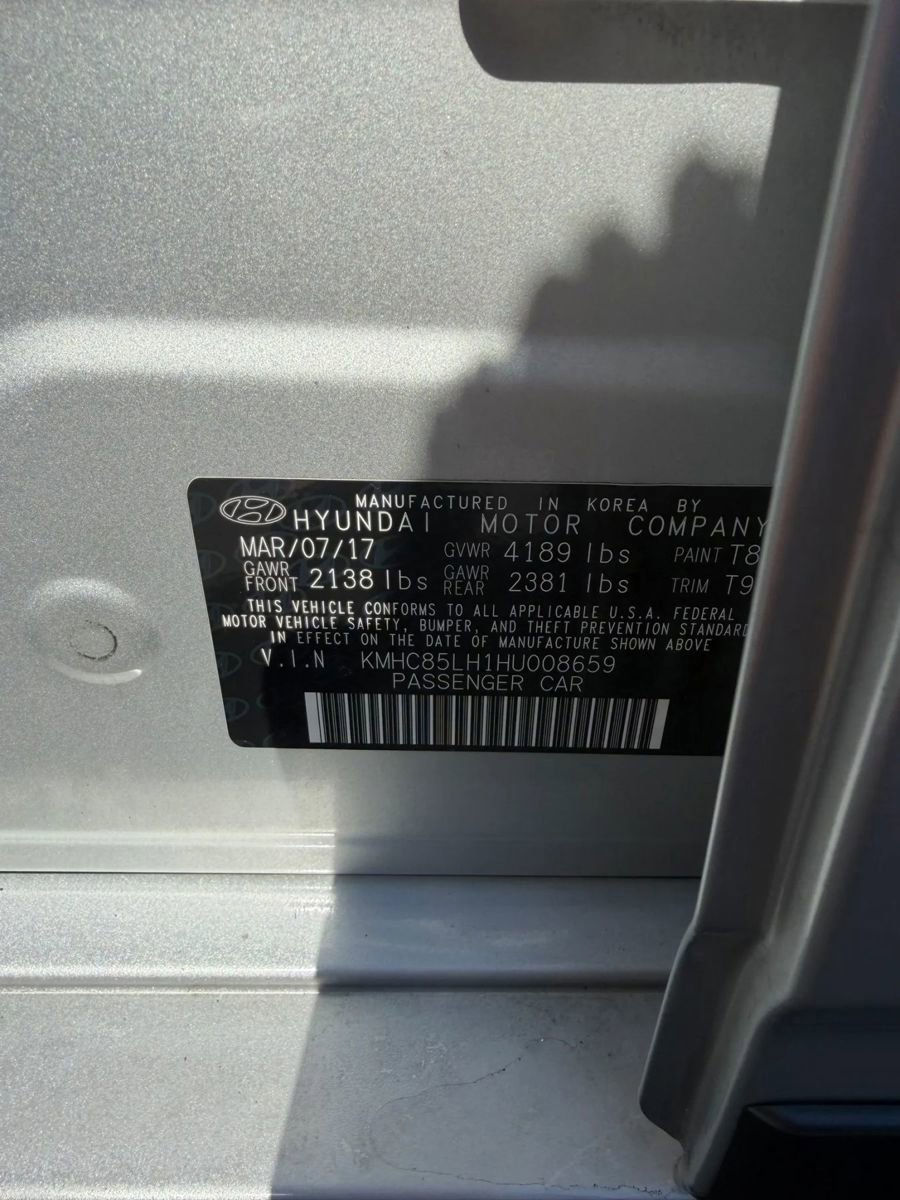 MANUFACTURED IN KOREA BY
HYUNDAI MOTOR COMPANY
MAR/07/17 GVWR 4189 lbs PAINT T8
GAWR FRONT 2138 lbs GAWR REAR 2381 lbs TRIM T9
THIS VEHICLE CONFORMS TO ALL APPLICABLE U.S.A. FEDERAL
MOTOR VEHICLE SAFETY, BUMPER, AND THEFT PREVENTION STANDARD
IN EFFECT ON THE DATE OF MANUFACTURE SHOWN ABOVE
V.I.N KMHC85LH1HU008659
PASSENGER CAR